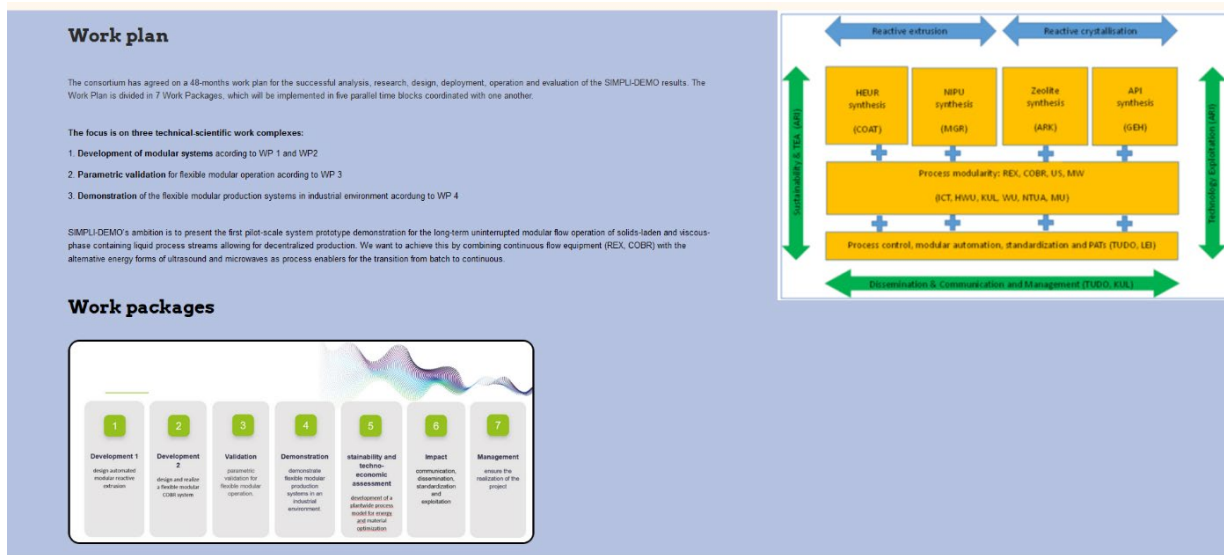 Work plan
The consortium has agreed on a 48-months work plan for the successful analysis, research, design, deployment, operation and evaluation of the SIMPLI-DEMO results. The
Work Plan is divided in 7 Work Packages, which will be implemented in five parallel time blocks coordinated with one another.
The focus is on three technical-scientific work complexes:
1. Development of modular systems acording to WP 1 and WP2
2. Parametric validation for flexible modular operation acording to WP 3
3. Demonstration of the flexible modular production systems in industrial environment acordung to WP 4
SIMPLI-DEMO's ambition is to present the first pilot-scale system prototype demonstration for the long-term uninterrupted modular flow operation of solids-laden and viscous-
phase containing liquid process streams allowing for decentralized production. We want to achieve this by combining continuous flow equipment (REX, COBR) with the
alternative energy forms of ultrasound and microwaves as process enablers for the transition from batch to continuous.
Work packages
1
Development 1
design automated
modular reactive
extrusion
2
Development
2
design and realize
a flexible modular
COBR system
3
Validation
parametric
validation for
flexible modular
operation.
4
Demonstration
demonstrate
flexible modular
production
systems in an
industrial
environment
5
stainability and
techno-
economic
assessment
development of a
plantwide process
model for energy
and material
optimization
6
Impact
communication,
dissemination,
standardization
and
exploitation
7
Management
ensure the
realization of the
project
Reactive extrusion
Reactive crystallisation
Sustainability & TEA (ARI)
HEUR
synthesis
(COAT)
NIPU
synthesis
(MGR)
Zeolite
synthesis
(ARK)
API
synthesis
(GEH)
Technology Exploitation (ARI)
Process modularity: REX, COBR, US, MW
(ICT, HWU, KUL, WU, NTUA, MU)
Process control, modular automation, standardization and PATs (TUDO, LEI)
Dissemination & Communication and Management (TUDO, KUL)